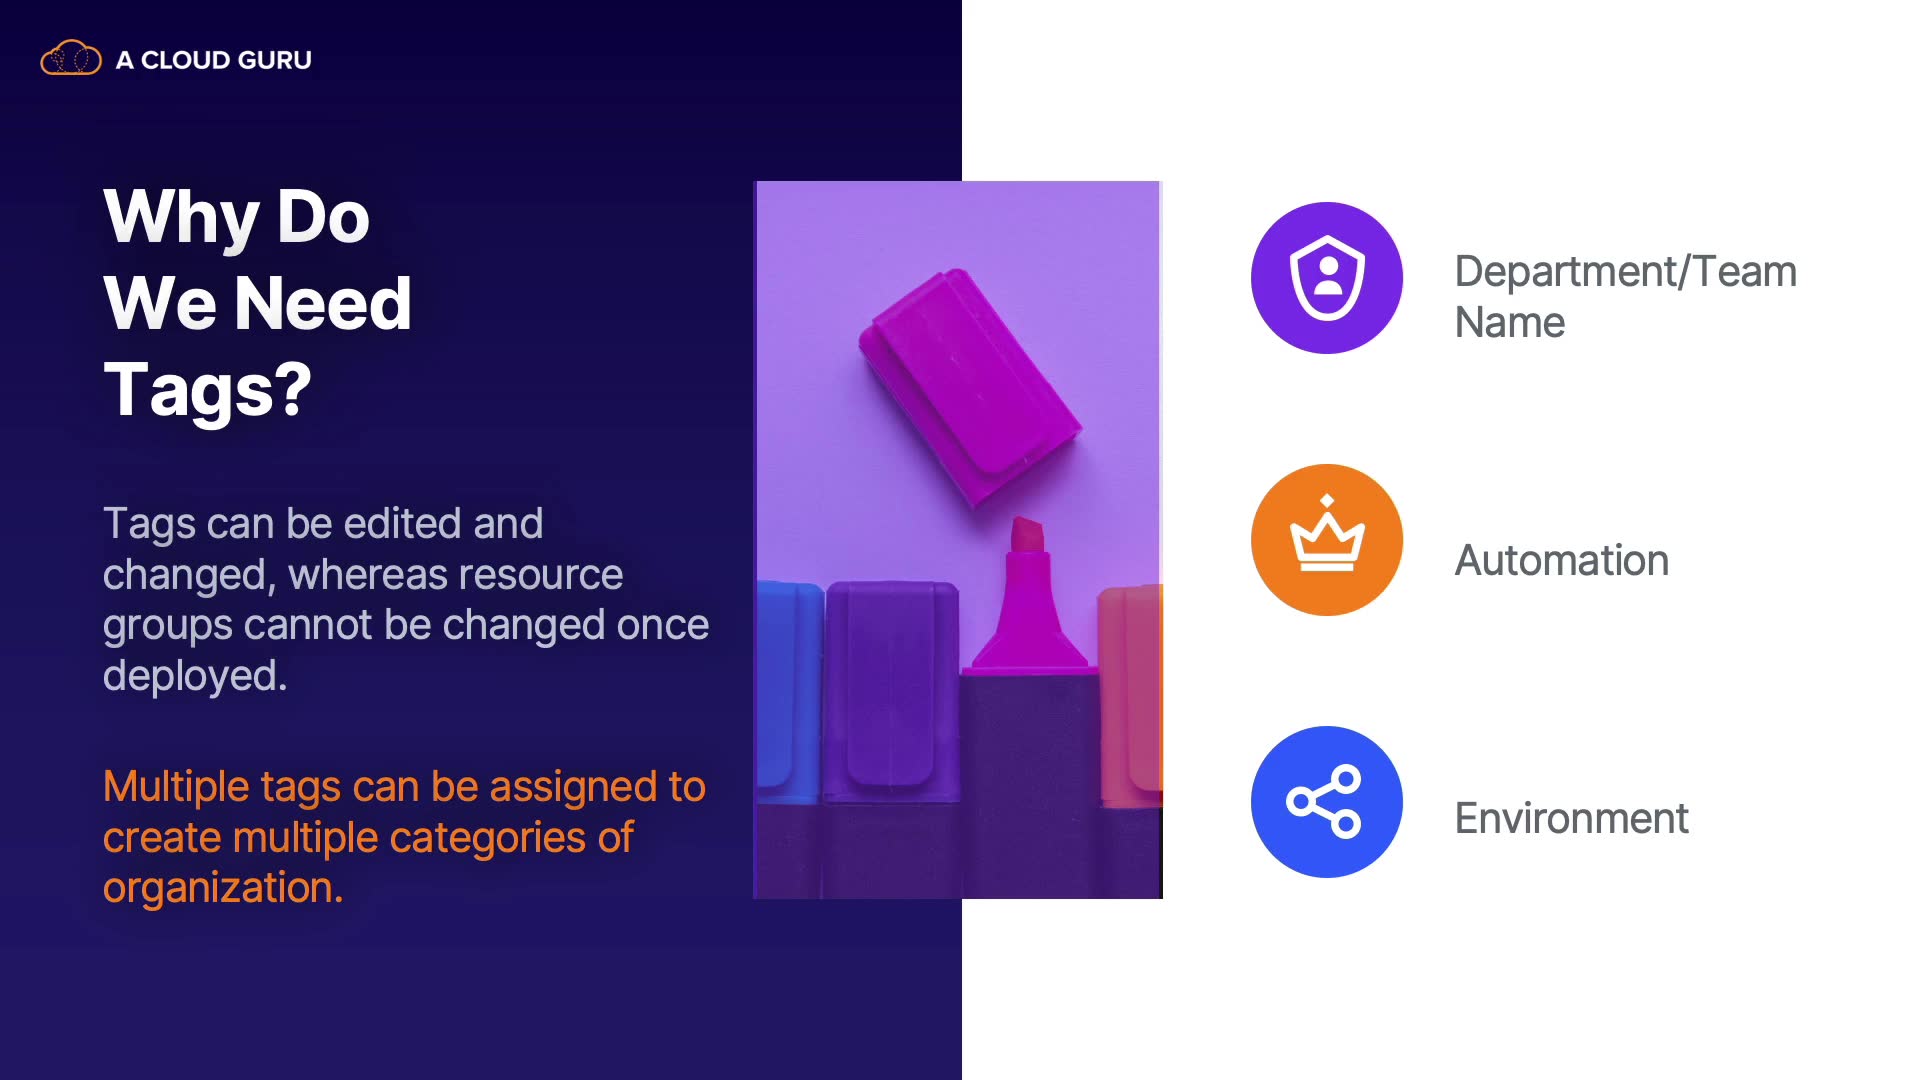 A CLOUD GURU
Why Do
We Need
Tags?
Tags can be edited and
changed, whereas resource
groups cannot be changed once
deployed.
Multiple tags can be assigned to
create multiple categories of
organization.
Department/Team
Name
Automation
Environment